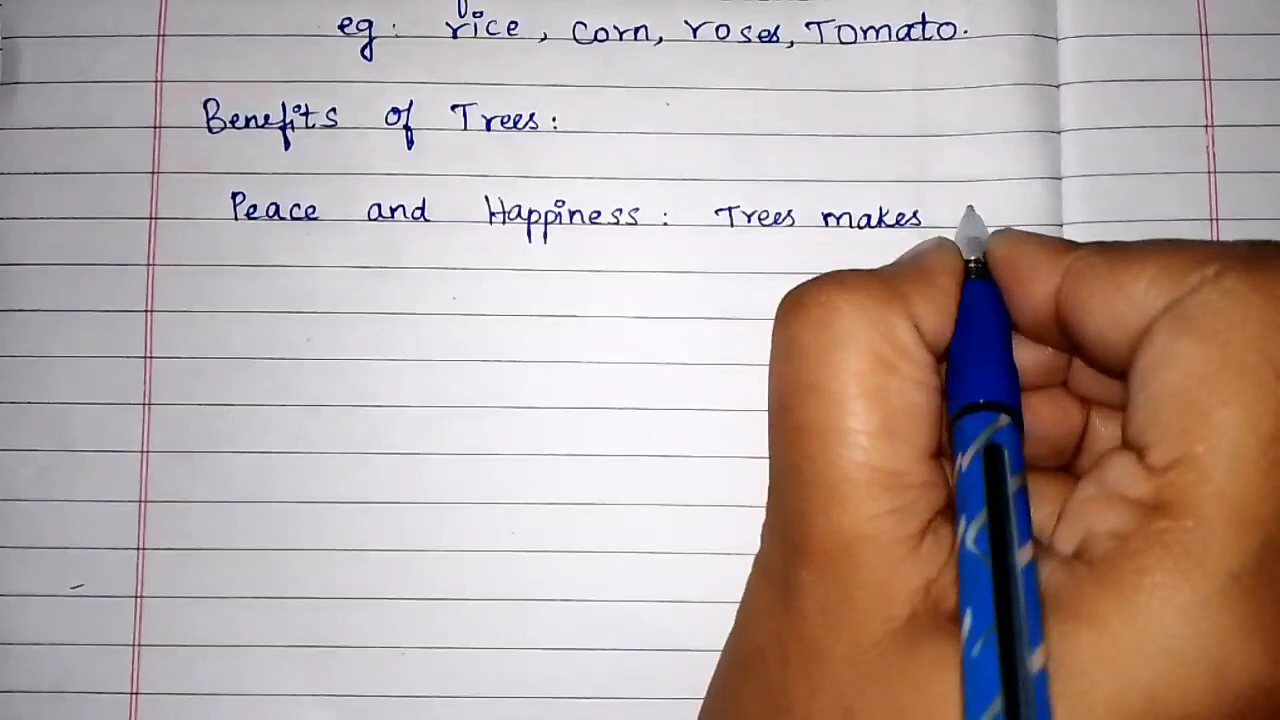 eg: rice, corn, roses, Tomato.
Benefits of Trees:
Peace and Happiness: Trees makes